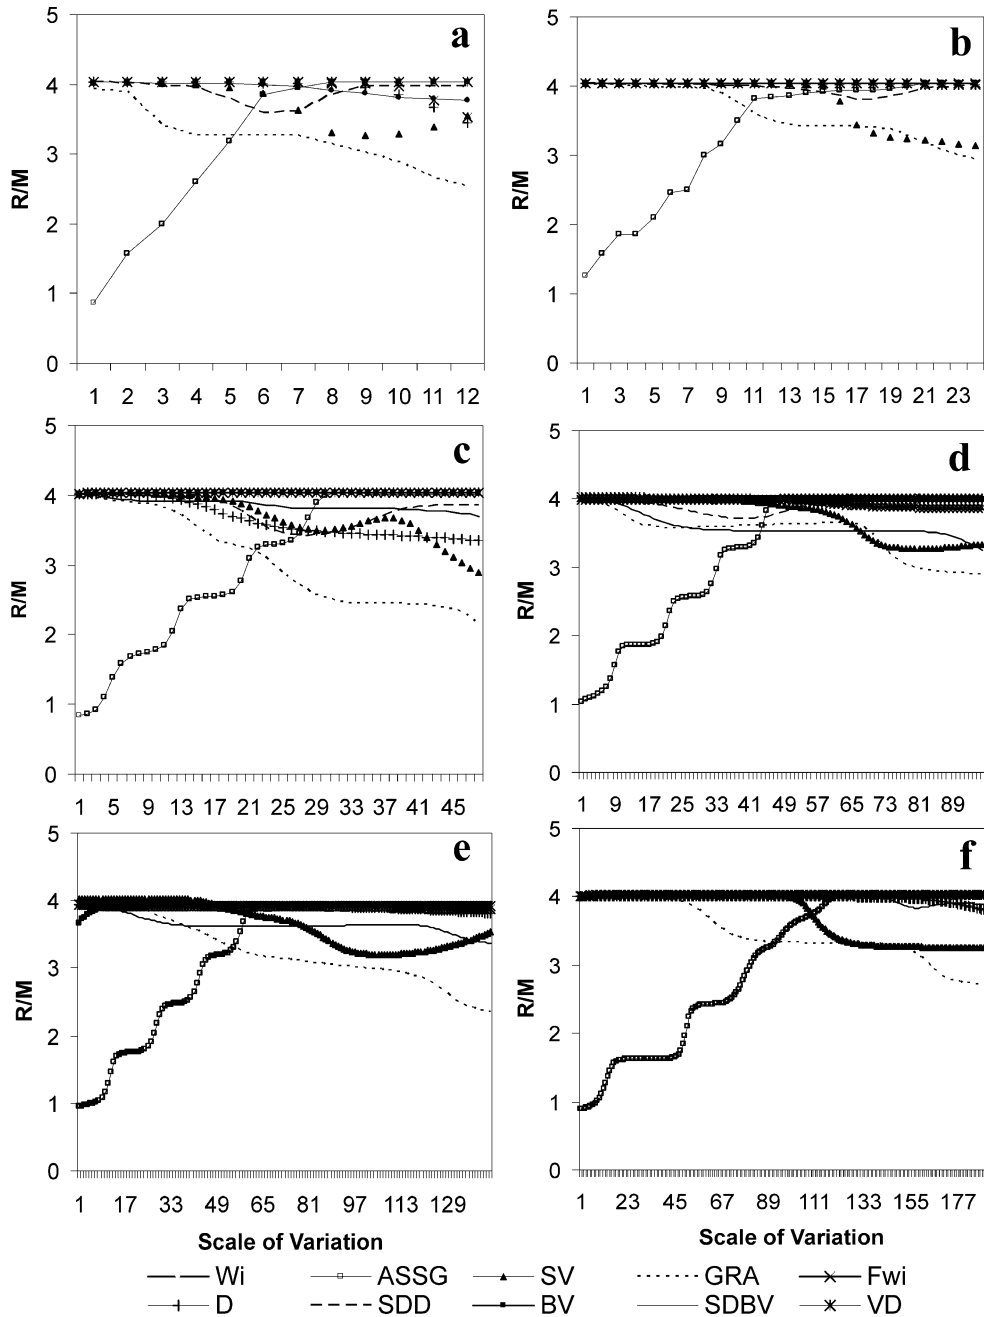 a
5
4
3
2
1
0
R/M
1 2 3 4 5 6 7 8 9 10 11 12
b
5
4
3
2
1
0
R/M
1 3 5 7 9 11 13 15 17 19 21 23
c
5
4
3
2
1
0
R/M
1 5 9 13 17 21 25 29 33 37 41 45
d
5
4
3
2
1
0
R/M
1 9 17 25 33 41 49 57 65 73 81 89
e
5
4
3
2
1
0
R/M
1 17 33 49 65 81 97 113 129
Scale of Variation
f
5
4
3
2
1
0
R/M
1 23 45 67 89 111 133 155 177
Scale of Variation
Wi ASSG SV GRA Fwi
D SDD BV SDBV VD